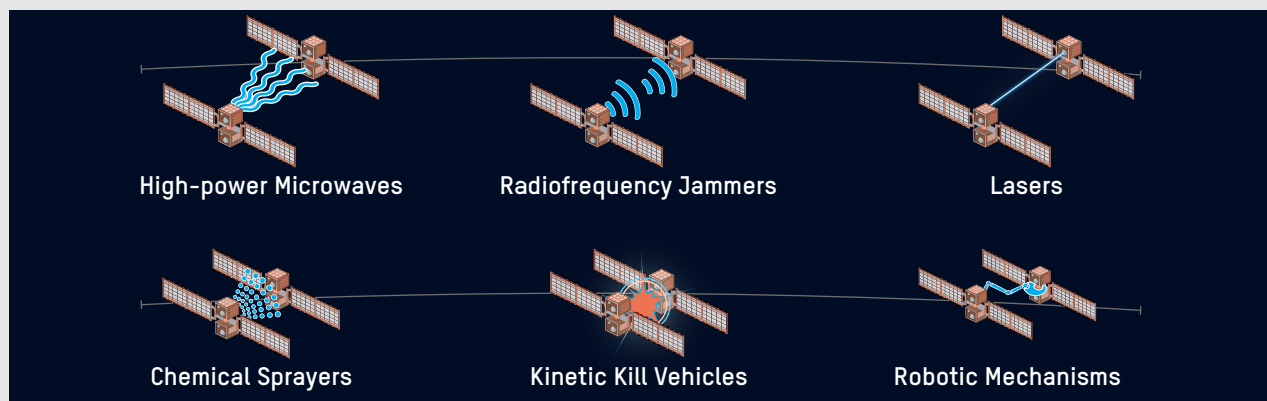 High-power Microwaves
Radiofrequency Jammers
Lasers
Chemical Sprayers
Kinetic Kill Vehicles
Robotic Mechanisms